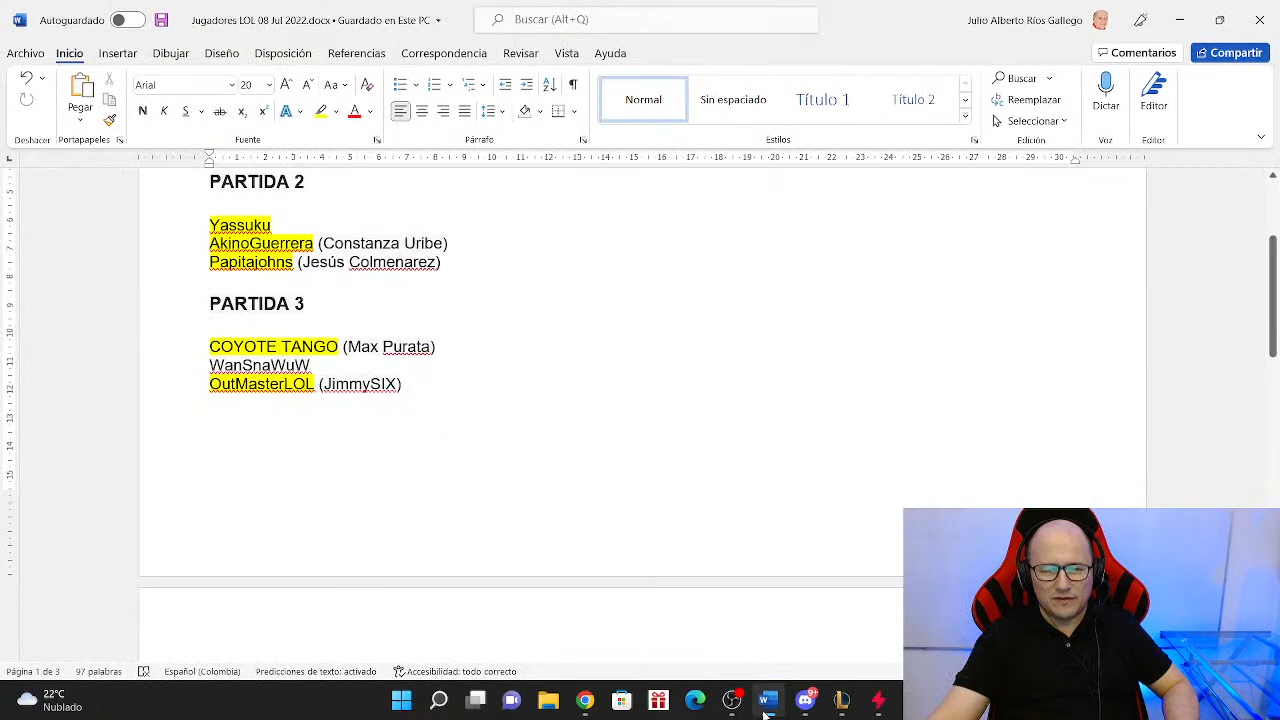 Autoguardado
Jugadores LOL 08 Jul 2022.docx • Guardado en Este PC
Buscar (Alt+Q)
Julio Alberto Ríos Gallego
Archivo Inicio Insertar Dibujar Diseño Disposición Referencias Correspondencia Revisar Vista Ayuda
Comentarios Compartir
Pegar
Arial 20
Normal Sin espaciado Título 1 Título 2
Buscar
Reemplazar
Seleccionar
Dictar
Editor
Deshacer Portapapeles Fuente Párrafo Estilos Edición Voz Editor
PARTIDA 2
Yassuku
AkinoGuerrera (Constanza Uribe)
Papitajohns (Jesús Colmenarez)
PARTIDA 3
COYOTE TANGO (Max Purata)
WanSnaWuW
OutMasterLOL (JimmySIX)
Página 1 de 3 97 palabras Español (Colombia) Predicciones de texto: activado Accesibilidad: todo correcto
22°C
Nublado